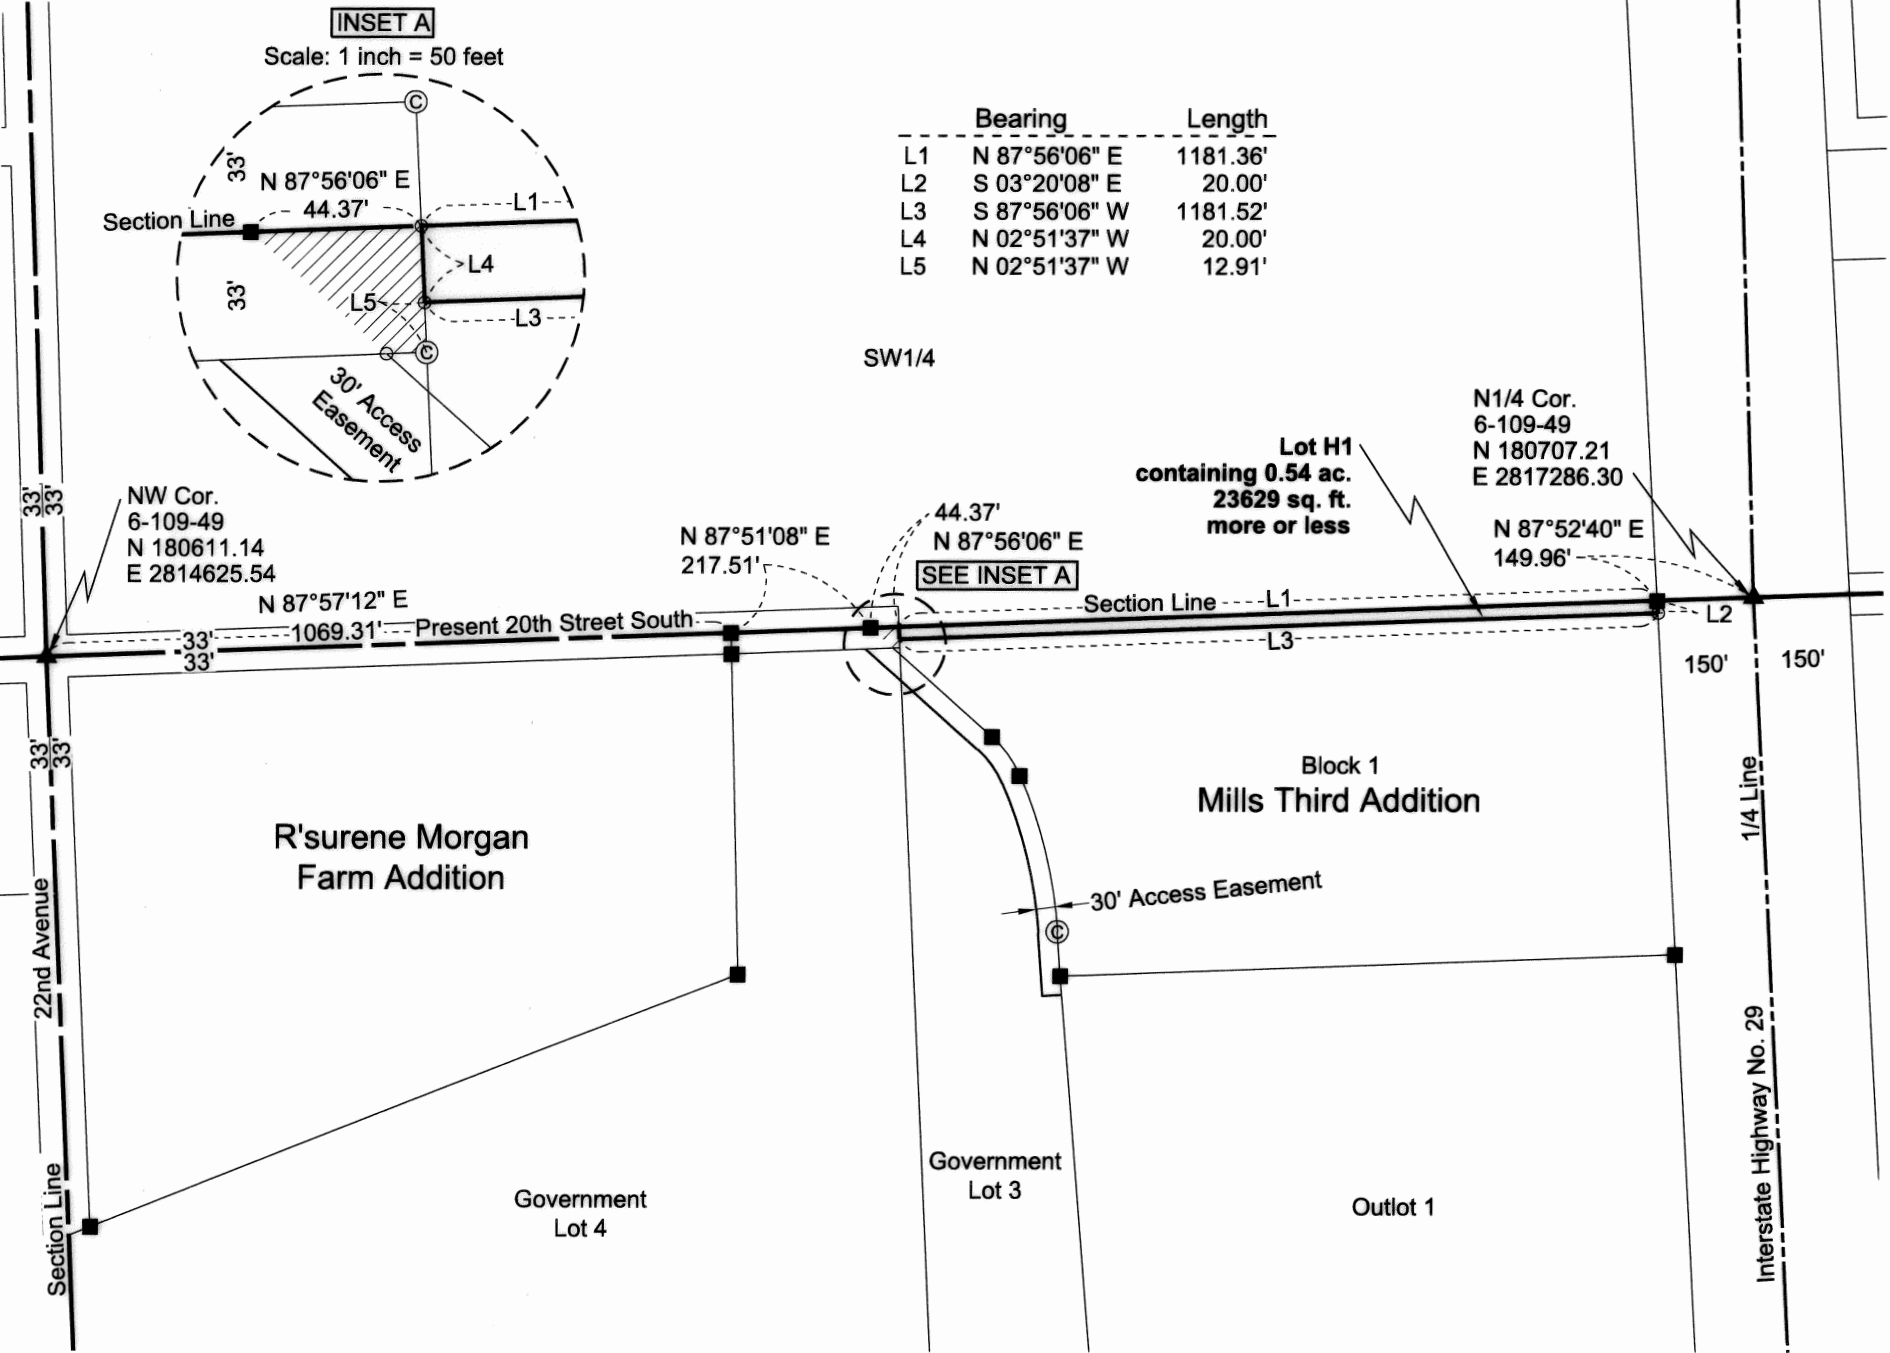 INSET A
Scale: 1 inch = 50 feet
C
33'
N 87°56'06" E
44.37'
Section Line
L1
L4
33'
L5
L3
C
30' Access
Easement
Bearing Length
L1 N 87°56'06" E 1181.36'
L2 S 03°20'08" E 20.00'
L3 S 87°56'06" W 1181.52'
L4 N 02°51'37" W 20.00'
L5 N 02°51'37" W 12.91'
SW1/4
N1/4 Cor.
6-109-49
N 180707.21
E 2817286.30
Lot H1
containing 0.54 ac.
23629 sq. ft.
more or less
33' 33'
NW Cor.
6-109-49
N 180611.14
E 2814625.54
N 87°51'08" E
217.51'
44.37'
N 87°56'06" E
SEE INSET A
N 87°52'40" E
149.96'
N 87°57'12" E
1069.31'
Present 20th Street South
33'
33'
Section Line
L1
L3
L2
150' 150'
33' 33'
Block 1
Mills Third Addition
1/4 Line
R'surene Morgan
Farm Addition
30' Access Easement
C
22nd Avenue
Section Line
Government
Lot 4
Government
Lot 3
Outlot 1
Interstate Highway No. 29